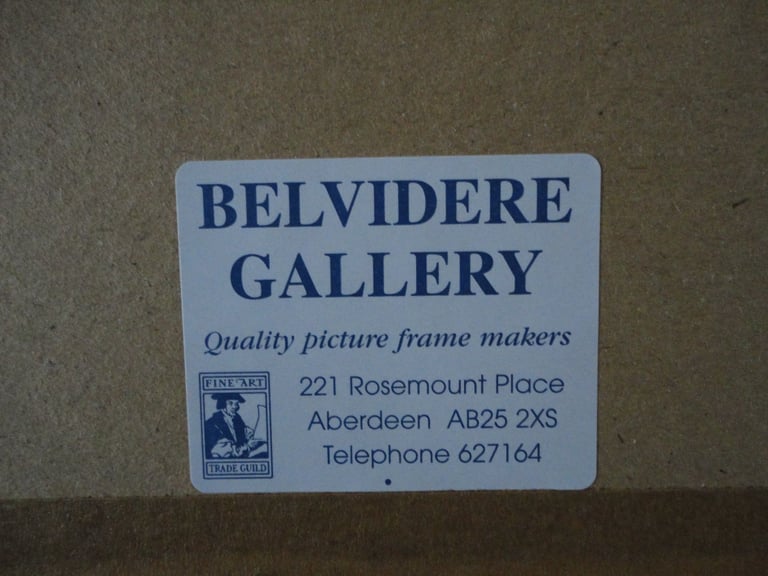 BELVIDERE
GALLERY
Quality picture frame makers
FINE ART
TRADE GUILD
221 Rosemount Place
Aberdeen AB25 2XS
Telephone 627164